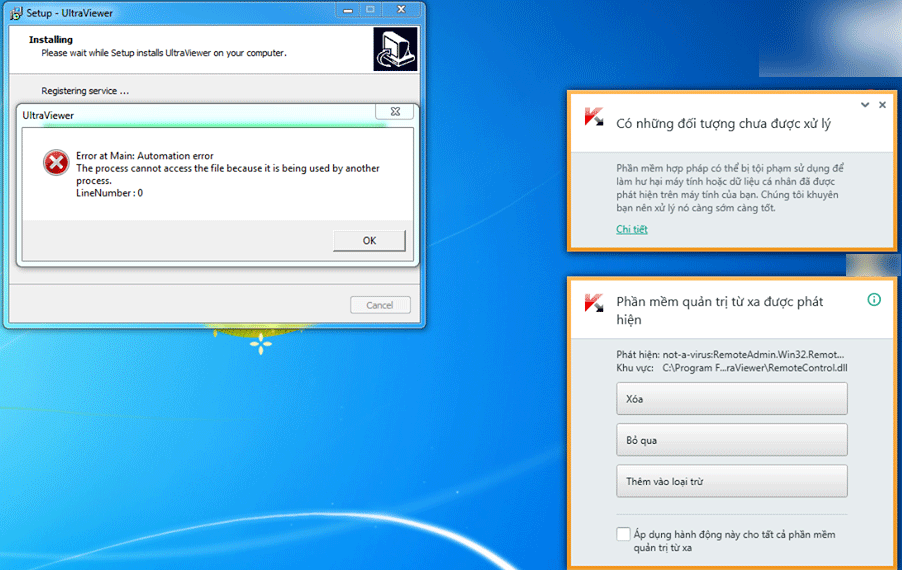 Setup - UltraViewer
Installing
Please wait while Setup installs UltraViewer on your computer.
Registering service ...
UltraViewer
Error at Main: Automation error
The process cannot access the file because it is being used by another
process.
LineNumber : 0
OK
Cancel
Có những đối tượng chưa được xử lý
Phần mềm hợp pháp có thể bị tội phạm sử dụng để
làm hư hại máy tính hoặc dữ liệu cá nhân đã được
phát hiện trên máy tính của bạn. Chúng tôi khuyên
bạn nên xử lý nó càng sớm càng tốt.
Chi tiết
Phần mềm quản trị từ xa được phát
hiện
Phát hiện: not-a-virus:RemoteAdmin.Win32.Remot...
Khu vực: C:\Program F...raViewer\RemoteControl.dll
Xóa
Bỏ qua
Thêm vào loại trừ
Áp dụng hành động này cho tất cả phần mềm
quản trị từ xa